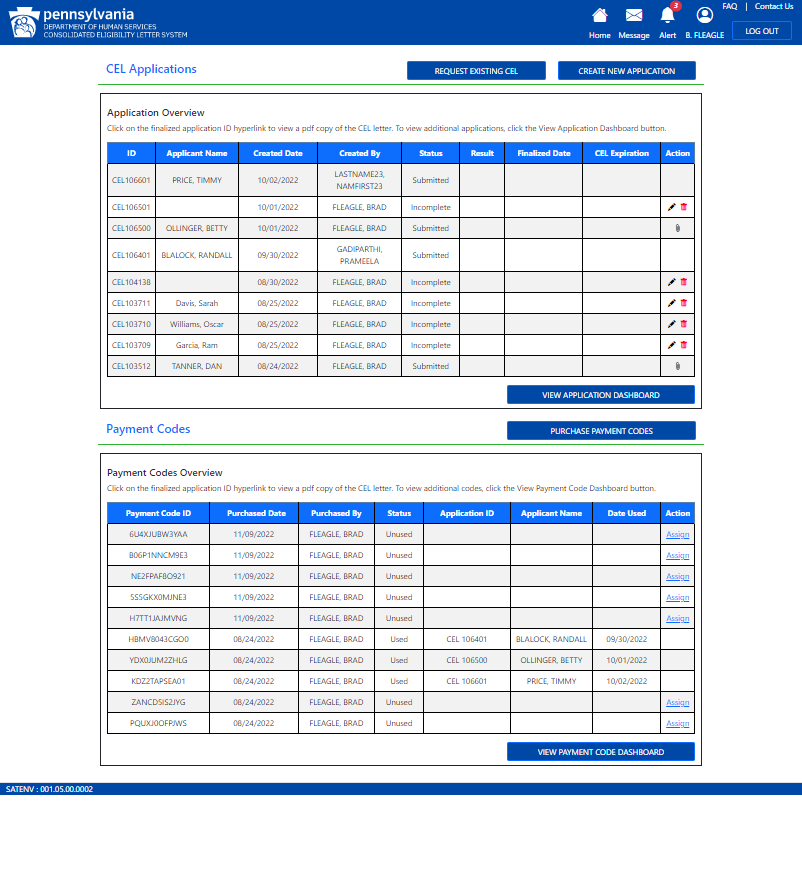 pennsylvania
DEPARTMENT OF HUMAN SERVICES
CONSOLIDATED ELIGIBILITY LETTER SYSTEM
3
FAQ | Contact Us
Home Message Alert B. FLEAGLE LOG OUT
CEL Applications REQUEST EXISTING CEL CREATE NEW APPLICATION
Application Overview
Click on the finalized application ID hyperlink to view a pdf copy of the CEL letter. To view additional applications, click the View Application Dashboard button.
ID Applicant Name Created Date Created By Status Result Finalized Date CEL Expiration Action
CEL106601 PRICE, TIMMY 10/02/2022 LASTNAME23, NAMFIRST23 Submitted
CEL106501 10/01/2022 FLEAGLE, BRAD Incomplete
CEL106500 OLLINGER, BETTY 10/01/2022 FLEAGLE, BRAD Submitted
CEL106401 BLALOCK, RANDALL 09/30/2022 GADIPARTHI, PRAMEELA Submitted
CEL104138 08/30/2022 FLEAGLE, BRAD Incomplete
CEL103711 Davis, Sarah 08/25/2022 FLEAGLE, BRAD Incomplete
CEL103710 Williams, Oscar 08/25/2022 FLEAGLE, BRAD Incomplete
CEL103709 Garcia, Ram 08/25/2022 FLEAGLE, BRAD Incomplete
CEL103512 TANNER, DAN 08/24/2022 FLEAGLE, BRAD Submitted
VIEW APPLICATION DASHBOARD
Payment Codes PURCHASE PAYMENT CODES
Payment Codes Overview
Click on the finalized application ID hyperlink to view a pdf copy of the CEL letter. To view additional codes, click the View Payment Code Dashboard button.
Payment Code ID Purchased Date Purchased By Status Application ID Applicant Name Date Used Action
6U4XJUBW3YAA 11/09/2022 FLEAGLE, BRAD Unused Assign
B06P1NNCM9E3 11/09/2022 FLEAGLE, BRAD Unused Assign
NE2FPAF8O921 11/09/2022 FLEAGLE, BRAD Unused Assign
5S5GKX0MJNE3 11/09/2022 FLEAGLE, BRAD Unused Assign
H7TT1JAJMVNG 11/09/2022 FLEAGLE, BRAD Unused Assign
HBMV8043CGO0 08/24/2022 FLEAGLE, BRAD Used CEL 106401 BLALOCK, RANDALL 09/30/2022
YDX0JUM2ZHLG 08/24/2022 FLEAGLE, BRAD Used CEL 106500 OLLINGER, BETTY 10/01/2022
KDZ2TAPSEA01 08/24/2022 FLEAGLE, BRAD Used CEL 106601 PRICE, TIMMY 10/02/2022
ZANCD5IS2JYG 08/24/2022 FLEAGLE, BRAD Unused Assign
PQUXJ0OFPJWS 08/24/2022 FLEAGLE, BRAD Unused Assign
VIEW PAYMENT CODE DASHBOARD
SATENV : 001.05.00.0002